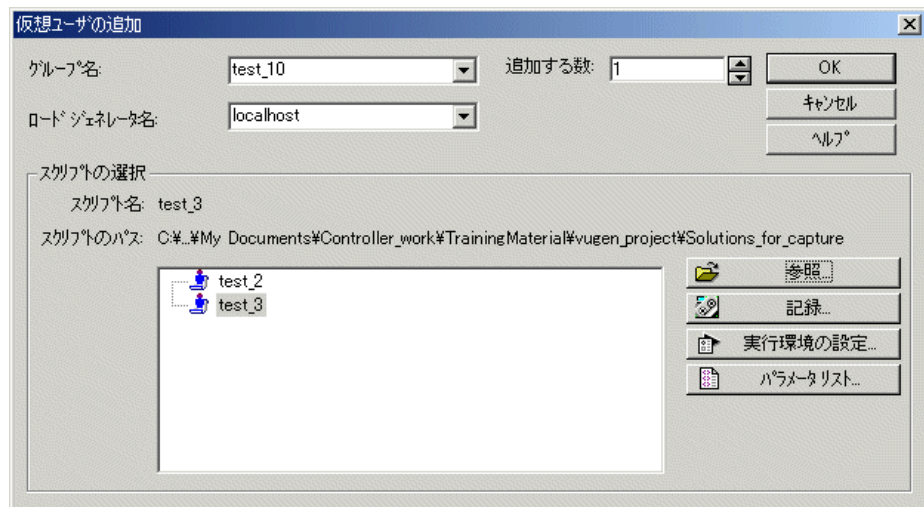 仮想ユーザの追加
グループ名: test_10 追加する数: 1 OK
キャンセル
ロード ジェネレータ名: localhost
ヘルプ
スクリプトの選択
スクリプト名: test_3
スクリプトのパス: C:¥...¥My Documents¥Controller_work¥TrainingMaterial¥vugen_project¥Solutions_for_capture
test_2
test_3
参照...
記録...
実行環境の設定...
パラメータ リスト...